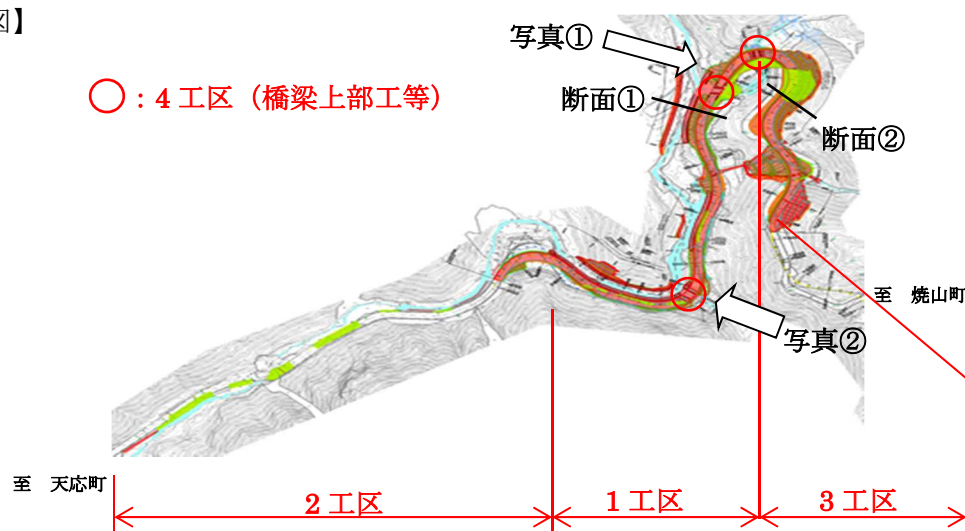 図】
写真①
：4工区（橋梁上部工等）
断面①
断面②
至　焼山町
写真②
至　天応町
2工区
1工区
3工区